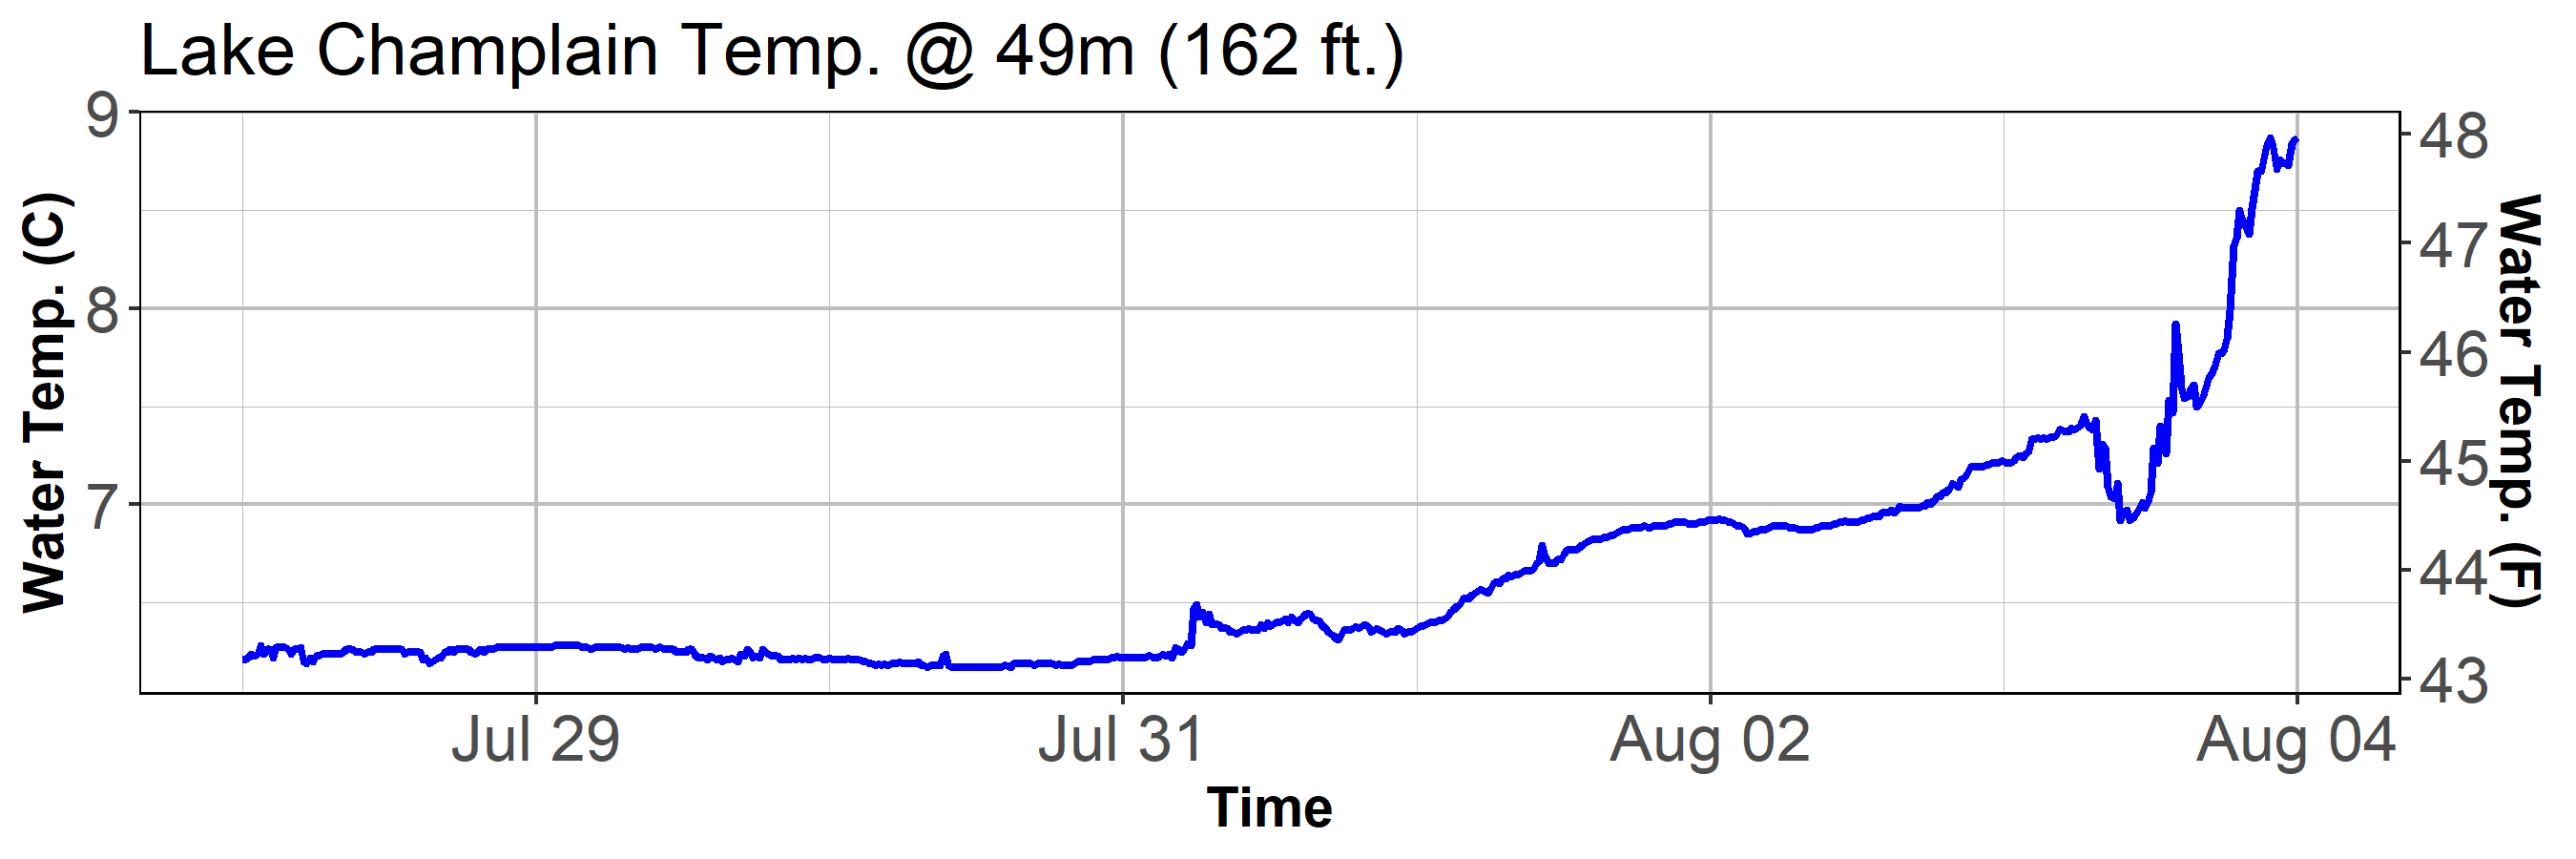 Lake Champlain Temp. @ 49m (162 ft.)
Water Temp. (C)
9
8
7
48
47
46
45
44
43
Water Temp. (F)
Jul 29
Jul 31
Aug 02
Aug 04
Time